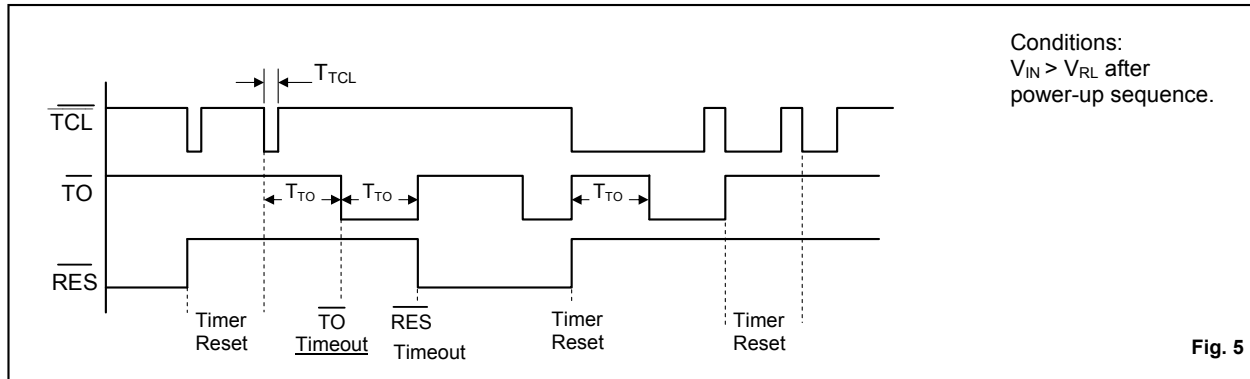 Conditions:
V_IN > V_RL after
power-up sequence.
T_TCL
TCL
TO
T_TO
T_TO
T_TO
RES
Timer
Reset
TO
Timeout
RES
Timeout
Timer
Reset
Timer
Reset
Fig. 5